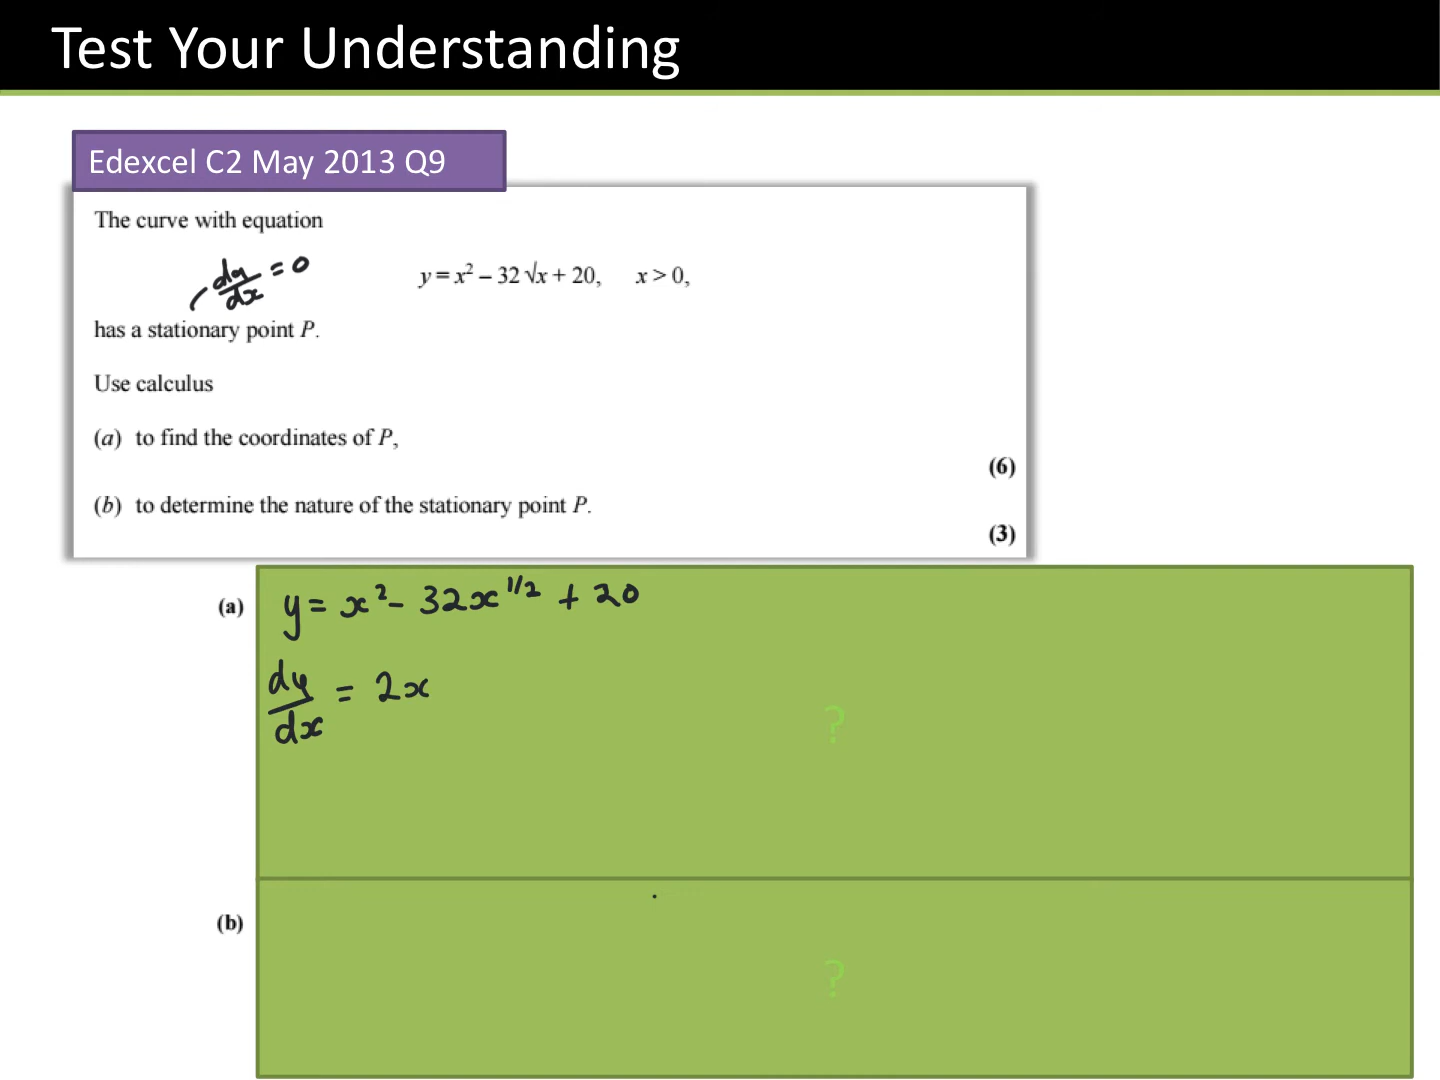 Test Your Understanding
Edexcel C2 May 2013 Q9
The curve with equation
dy/dx = 0
y = x² – 32√x + 20, x > 0,
has a stationary point P.
Use calculus
(a) to find the coordinates of P,
(6)
(b) to determine the nature of the stationary point P.
(3)
(a) y = x² - 32x^1/2 + 20
dy/dx = 2x
?
(b)
?